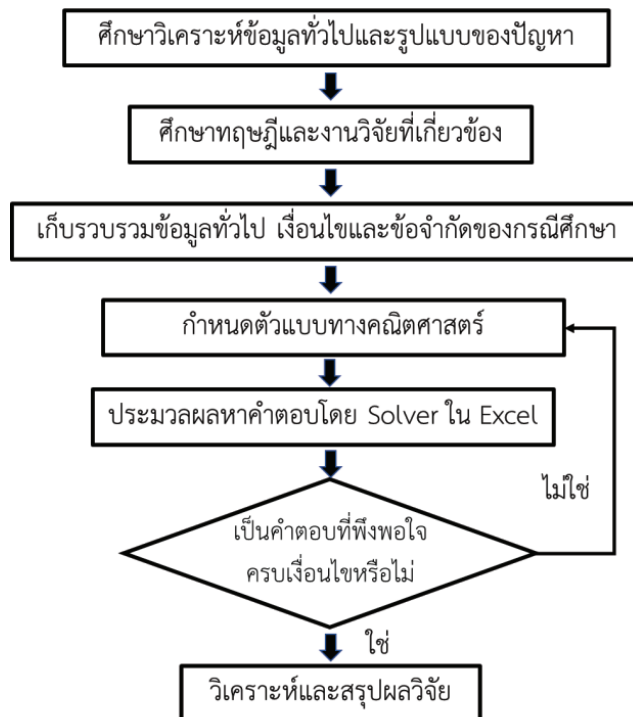 ศึกษาวิเคราะห์ข้อมูลทั่วไปและรูปแบบของปัญหา
ศึกษาทฤษฎีและงานวิจัยที่เกี่ยวข้อง
เก็บรวบรวมข้อมูลทั่วไป เงื่อนไขและข้อจำกัดของกรณีศึกษา
กำหนดตัวแบบทางคณิตศาสตร์
ประมวลผลหาคำตอบโดย Solver ใน Excel
ไม่ใช่
เป็นคำตอบที่พึงพอใจ
ครบเงื่อนไขหรือไม่
ใช่
วิเคราะห์และสรุปผลวิจัย